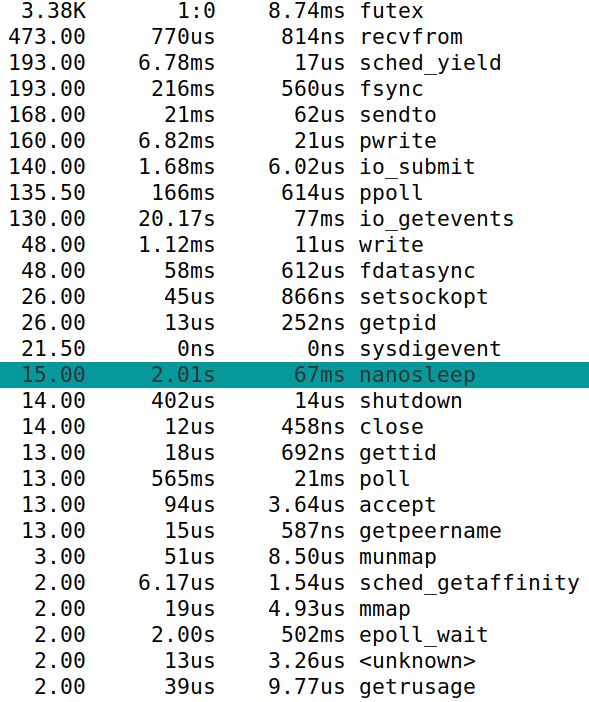 3.38K 1:0 8.74ms futex
473.00 770us 814ns recvfrom
193.00 6.78ms 17us sched_yield
193.00 216ms 560us fsync
168.00 21ms 62us sendto
160.00 6.82ms 21us pwrite
140.00 1.68ms 6.02us io_submit
135.50 166ms 614us ppoll
130.00 20.17s 77ms io_getevents
48.00 1.12ms 11us write
48.00 58ms 612us fdatasync
26.00 45us 866ns setsockopt
26.00 13us 252ns getpid
21.50 0ns 0ns sysdigevent
15.00 2.01s 67ms nanosleep
14.00 402us 14us shutdown
14.00 12us 458ns close
13.00 18us 692ns gettid
13.00 565ms 21ms poll
13.00 94us 3.64us accept
13.00 15us 587ns getpeername
3.00 51us 8.50us munmap
2.00 6.17us 1.54us sched_getaffinity
2.00 19us 4.93us mmap
2.00 2.00s 502ms epoll_wait
2.00 13us 3.26us <unknown>
2.00 39us 9.77us getrusage